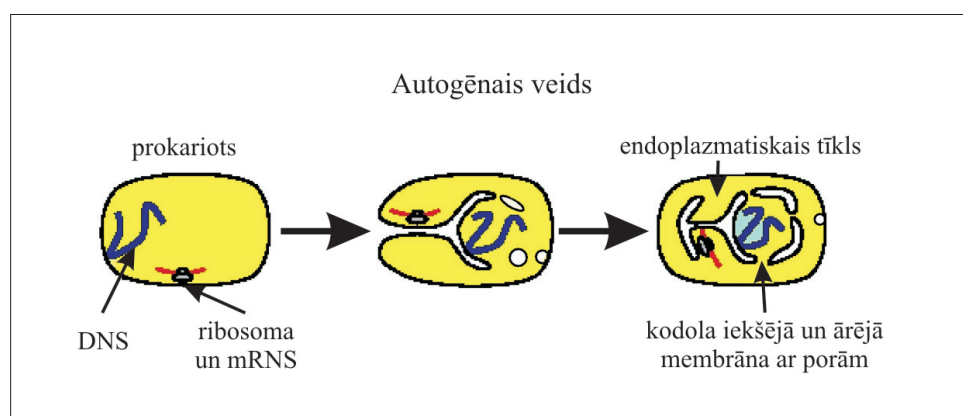 Autogēnais veids
prokariots
endoplazmatiskais tīkls
DNS
ribosoma
un mRNS
kodola iekšējā un ārējā
membrāna ar porām